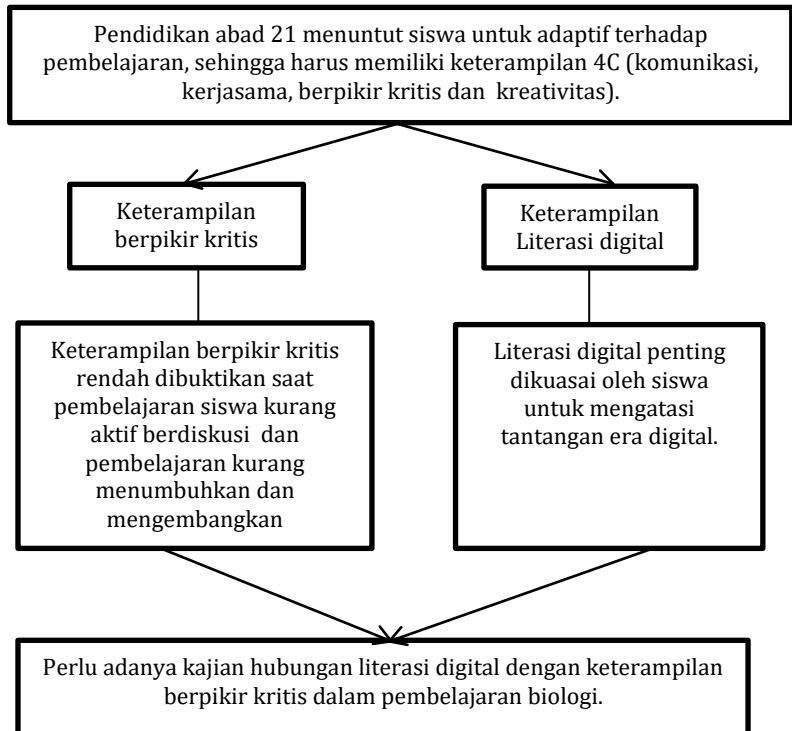 Pendidikan abad 21 menuntut siswa untuk adaptif terhadap
pembelajaran, sehingga harus memiliki keterampilan 4C (komunikasi,
kerjasama, berpikir kritis dan kreativitas).
Keterampilan
berpikir kritis
Keterampilan
Literasi digital
Keterampilan berpikir kritis
rendah dibuktikan saat
pembelajaran siswa kurang
aktif berdiskusi dan
pembelajaran kurang
menumbuhkan dan
mengembangkan
Literasi digital penting
dikuasai oleh siswa
untuk mengatasi
tantangan era digital.
Perlu adanya kajian hubungan literasi digital dengan keterampilan
berpikir kritis dalam pembelajaran biologi.